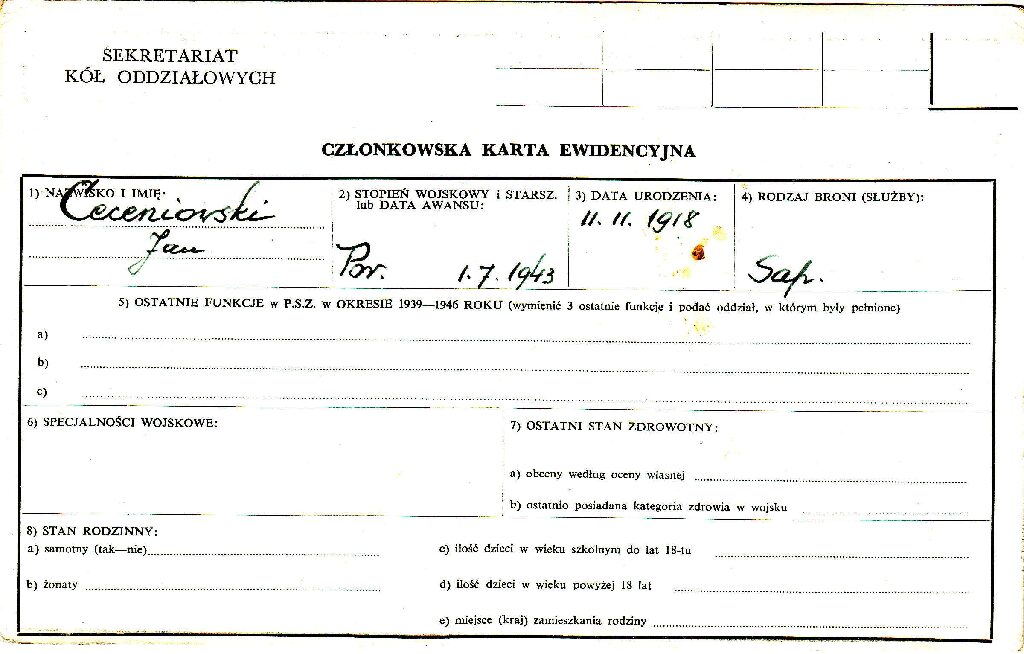 SEKRETARIAT
KÓŁ ODDZIAŁOWYCH
CZŁONKOWSKA KARTA EWIDENCYJNA
1) NAZWISKO I IMIĘ:
Ceceniovski
Jan
2) STOPIEŃ WOJSKOWY i STARSZ.
lub DATA AWANSU:
Por. 1.7.1943
3) DATA URODZENIA:
11. 11. 1918
4) RODZAJ BRONI (SŁUŻBY):
Sap.
5) OSTATNIE FUNKCJE w P.S.Z. w OKRESIE 1939—1946 ROKU (wymienić 3 ostatnie funkcje i podać oddział, w którym były pełnione)
a)
b)
c)
6) SPECJALNOŚCI WOJSKOWE:
7) OSTATNI STAN ZDROWOTNY:
a) obecny według oceny własnej
b) ostatnio posiadana kategoria zdrowia w wojsku
8) STAN RODZINNY:
a) samotny (tak—nie)
b) żonaty
c) ilość dzieci w wieku szkolnym do lat 18-tu
d) ilość dzieci w wieku powyżej 18 lat
e) miejsce (kraj) zamieszkania rodziny